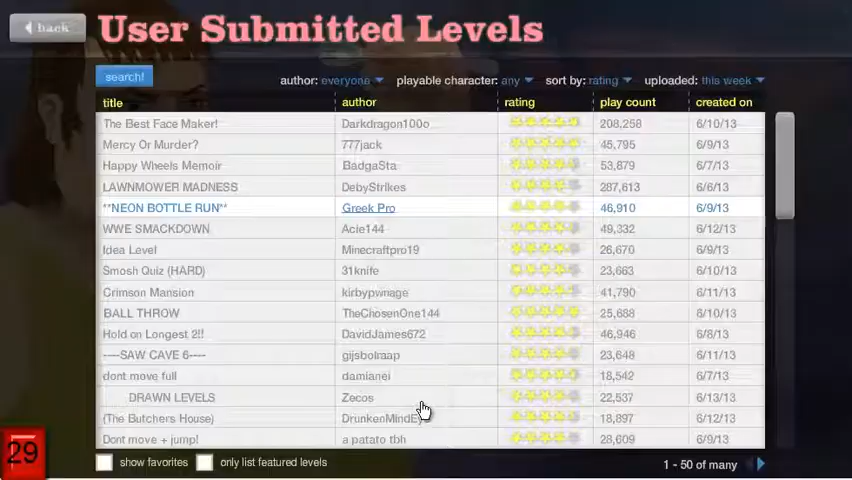 back
User Submitted Levels
search!
author: everyone playable character: any sort by: rating uploaded: this week
title author rating play count created on
The Best Face Maker! Darkdragon100o 208,258 6/10/13
Mercy Or Murder? 777jack 45,795 6/9/13
Happy Wheels Memoir BadgaSta 53,879 6/7/13
LAWNMOWER MADNESS DebyStrikes 287,613 6/6/13
**NEON BOTTLE RUN** Greek Pro 46,910 6/9/13
WWE SMACKDOWN Acie144 49,332 6/12/13
Idea Level Minecraftpro19 26,670 6/9/13
Smosh Quiz (HARD) 31knife 23,663 6/10/13
Crimson Mansion kirbypwnage 41,790 6/11/13
BALL THROW TheChosenOne144 25,688 6/10/13
Hold on Longest 2!! DavidJames672 46,946 6/8/13
----SAW CAVE 6---- gijsbolraap 23,648 6/11/13
dont move full damianei 18,542 6/7/13
DRAWN LEVELS Zecos 22,537 6/13/13
(The Butchers House) 18,897 6/12/13
Dont move + jump! a patato tbh 28,609 6/9/13
29
show favorites only list featured levels 1 - 50 of many